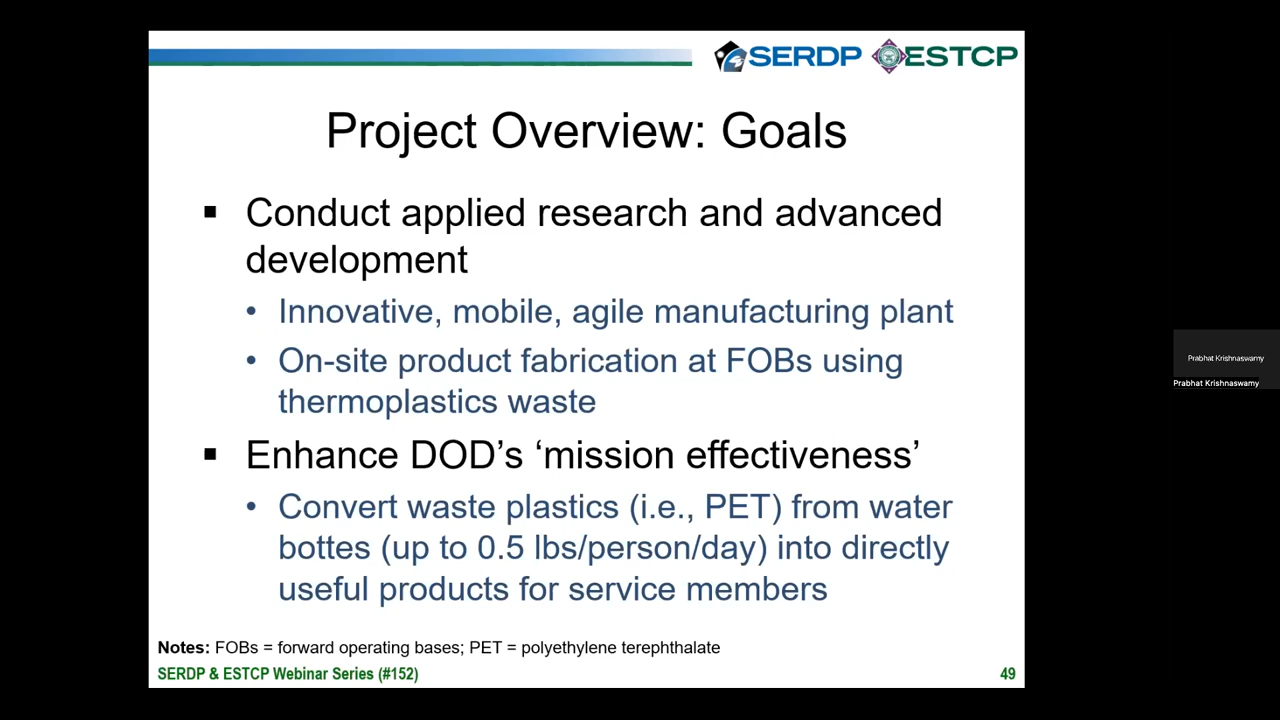 SERDP ESTCP
Project Overview: Goals
▪ Conduct applied research and advanced
development
• Innovative, mobile, agile manufacturing plant
• On-site product fabrication at FOBs using
thermoplastics waste
▪ Enhance DOD’s ‘mission effectiveness’
• Convert waste plastics (i.e., PET) from water
bottes (up to 0.5 lbs/person/day) into directly
useful products for service members
Notes: FOBs = forward operating bases; PET = polyethylene terephthalate
SERDP & ESTCP Webinar Series (#152) 49
Prabhat Krishnaswamy
Prabhat Krishnaswamy